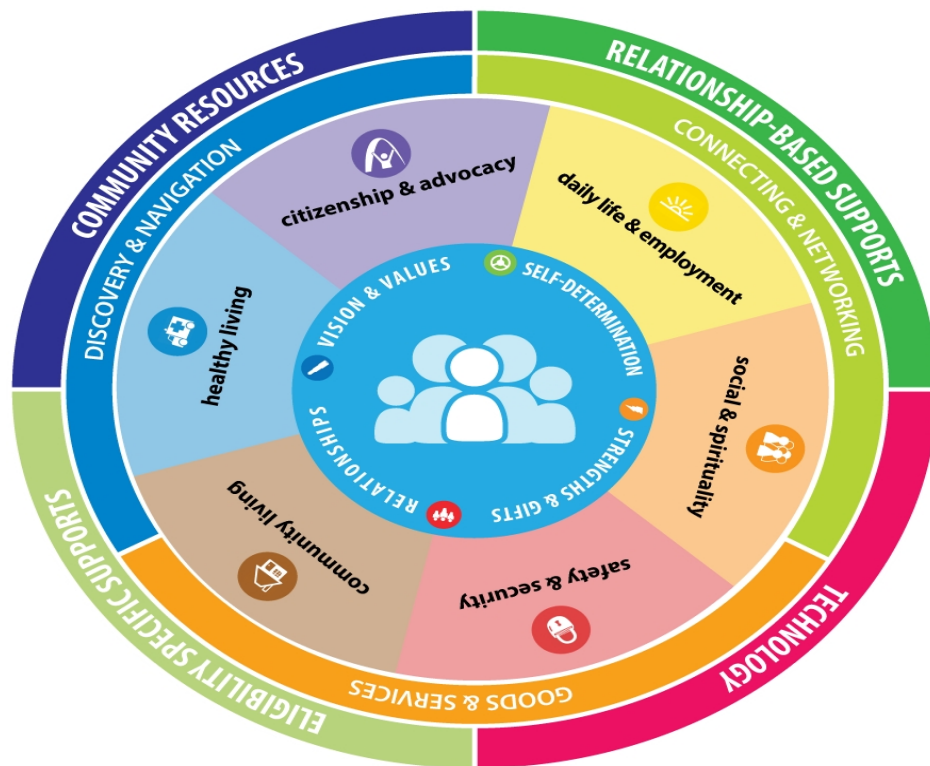 COMMUNITY RESOURCES
RELATIONSHIP-BASED SUPPORTS
TECHNOLOGY
ELIGIBILITY SPECIFIC SUPPORTS
DISCOVERY & NAVIGATION
CONNECTING & NETWORKING
GOODS & SERVICES
citizenship & advocacy
daily life & employment
social & spirituality
safety & security
community living
healthy living
VISION & VALUES
SELF-DETERMINATION
STRENGTHS & GIFTS
RELATIONSHIPS